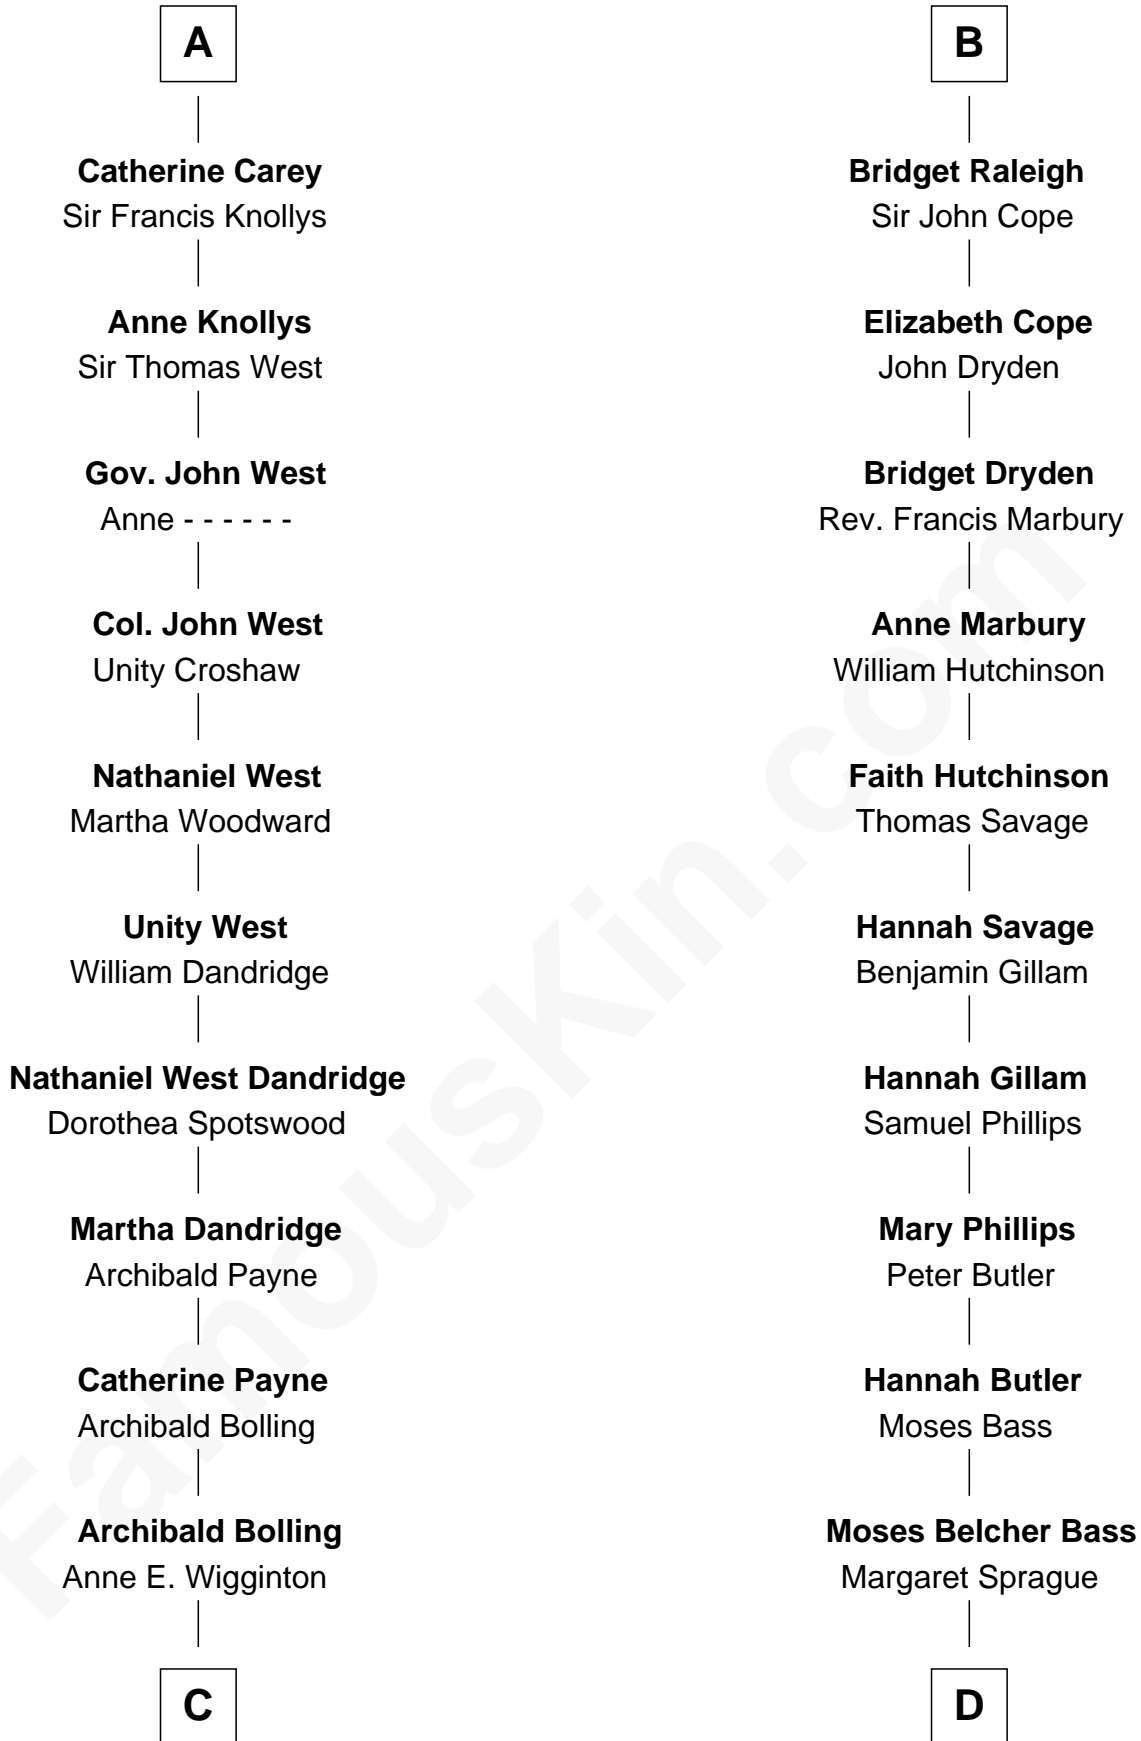 A
Catherine Carey
Sir Francis Knollys
Anne Knollys
Sir Thomas West
Gov. John West
Anne - - - - - -
Col. John West
Unity Croshaw
Nathaniel West
Martha Woodward
Unity West
William Dandridge
Nathaniel West Dandridge
Dorothea Spotswood
Martha Dandridge
Archibald Payne
Catherine Payne
Archibald Bolling
Archibald Bolling
Anne E. Wigginton
C
B
Bridget Raleigh
Sir John Cope
Elizabeth Cope
John Dryden
Bridget Dryden
Rev. Francis Marbury
Anne Marbury
William Hutchinson
Faith Hutchinson
Thomas Savage
Hannah Savage
Benjamin Gillam
Hannah Gillam
Samuel Phillips
Mary Phillips
Peter Butler
Hannah Butler
Moses Bass
Moses Belcher Bass
Margaret Sprague
D
FamousKin.com